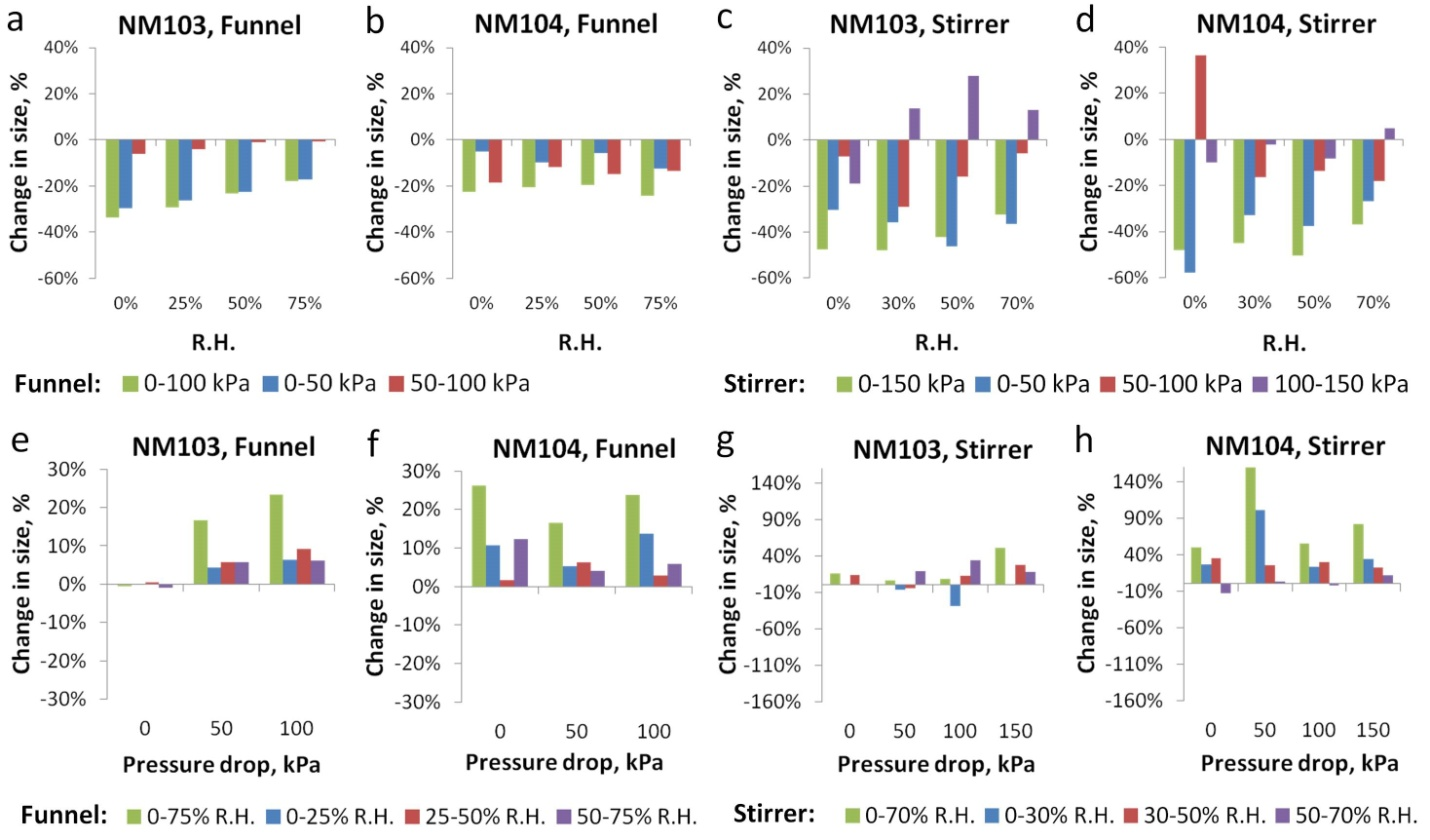 a
NM103, Funnel
Change in size, %
40%
20%
0%
-20%
-40%
-60%
0% 25% 50% 75%
R.H.
b
NM104, Funnel
Change in size, %
40%
20%
0%
-20%
-40%
-60%
0% 25% 50% 75%
R.H.
c
NM103, Stirrer
Change in size, %
40%
20%
0%
-20%
-40%
-60%
0% 30% 50% 70%
R.H.
d
NM104, Stirrer
Change in size, %
40%
20%
0%
-20%
-40%
-60%
0% 30% 50% 70%
R.H.
Funnel: 0-100 kPa 0-50 kPa 50-100 kPa
Stirrer: 0-150 kPa 0-50 kPa 50-100 kPa 100-150 kPa
e
NM103, Funnel
Change in size, %
30%
20%
10%
0%
-10%
-20%
-30%
0 50 100
Pressure drop, kPa
f
NM104, Funnel
Change in size, %
30%
20%
10%
0%
-10%
-20%
-30%
0 50 100
Pressure drop, kPa
g
NM103, Stirrer
Change in size, %
140%
90%
40%
-10%
-60%
-110%
-160%
0 50 100 150
Pressure drop, kPa
h
NM104, Stirrer
Change in size, %
140%
90%
40%
-10%
-60%
-110%
-160%
0 50 100 150
Pressure drop, kPa
Funnel: 0-75% R.H. 0-25% R.H. 25-50% R.H. 50-75% R.H.
Stirrer: 0-70% R.H. 0-30% R.H. 30-50% R.H. 50-70% R.H.